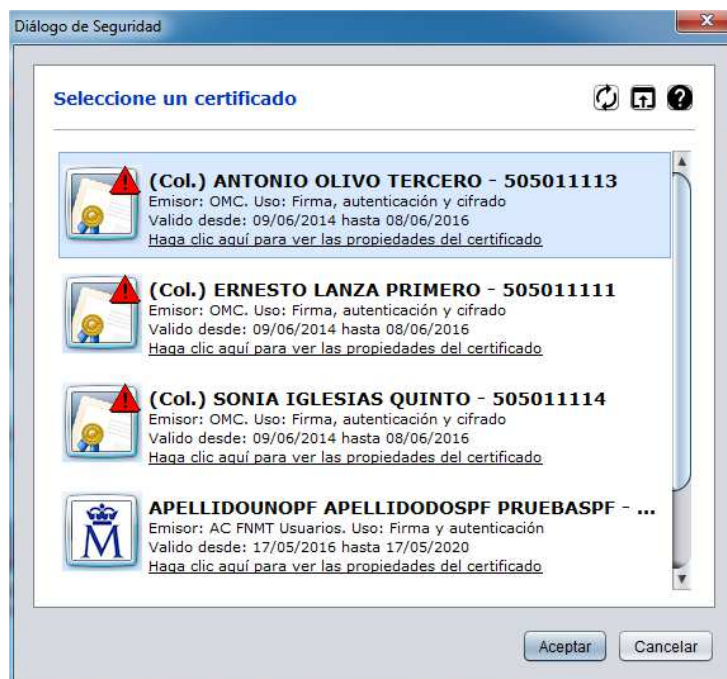 Diálogo de Seguridad
Seleccione un certificado
(Col.) ANTONIO OLIVO TERCERO - 505011113
Emisor: OMC. Uso: Firma, autenticación y cifrado
Valido desde: 09/06/2014 hasta 08/06/2016
Haga clic aquí para ver las propiedades del certificado
(Col.) ERNESTO LANZA PRIMERO - 505011111
Emisor: OMC. Uso: Firma, autenticación y cifrado
Valido desde: 09/06/2014 hasta 08/06/2016
Haga clic aquí para ver las propiedades del certificado
(Col.) SONIA IGLESIAS QUINTO - 505011114
Emisor: OMC. Uso: Firma, autenticación y cifrado
Valido desde: 09/06/2014 hasta 08/06/2016
Haga clic aquí para ver las propiedades del certificado
APELLIDOUNOPF APELLIDODOSPF PRUEBASPF - ...
Emisor: AC FNMT Usuarios. Uso: Firma y autenticación
Valido desde: 17/05/2016 hasta 17/05/2020
Haga clic aquí para ver las propiedades del certificado
Aceptar Cancelar